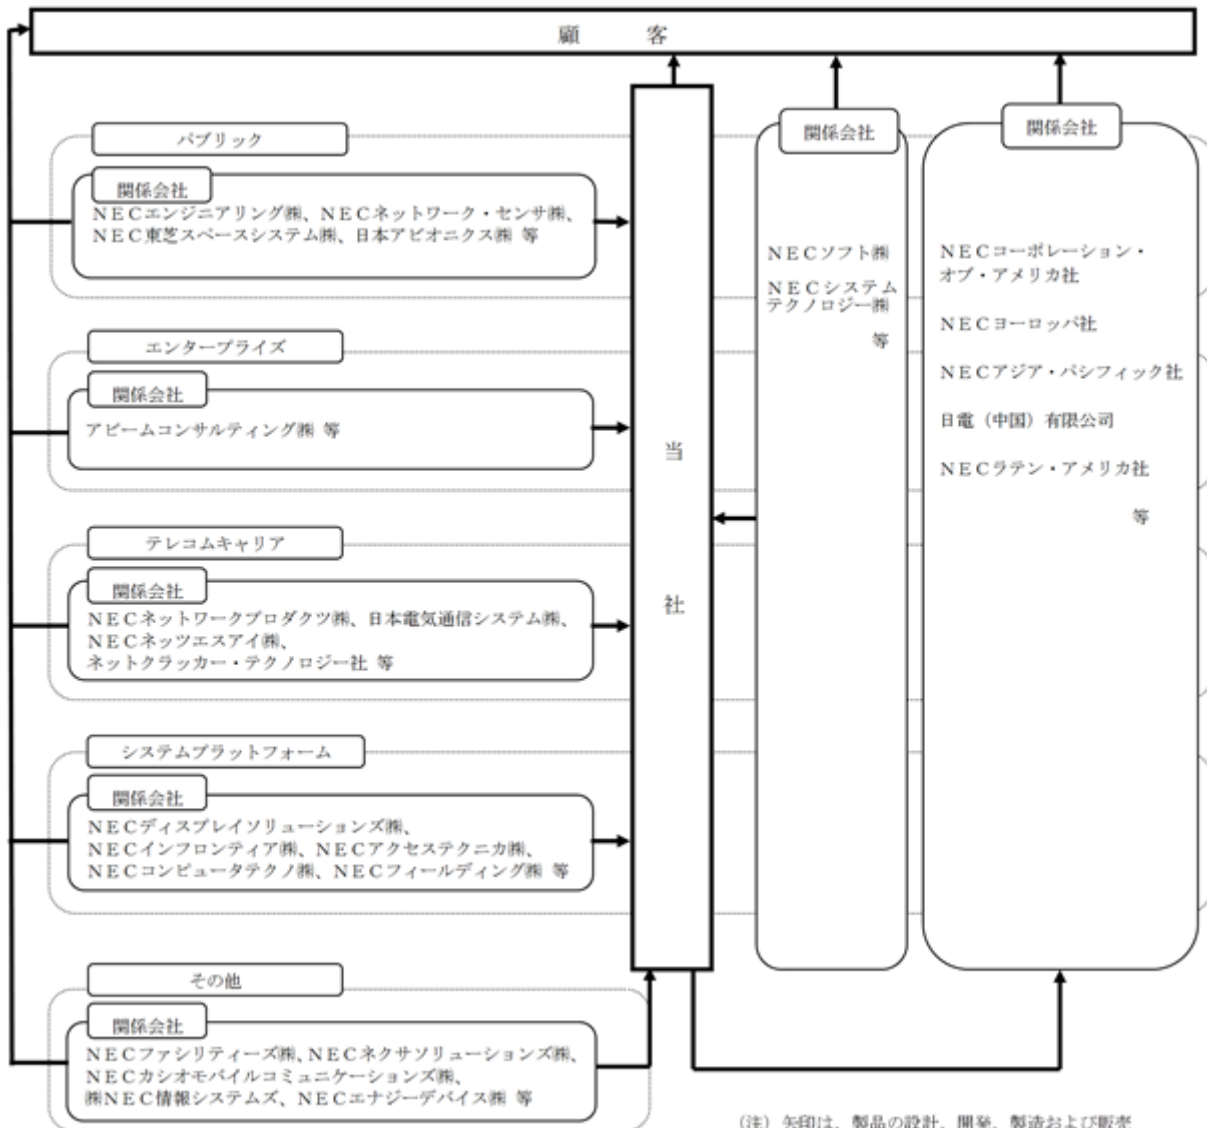 顧客
パブリック
関係会社
NECエンジニアリング㈱、NECネットワーク・センサ㈱、
NEC東芝スペースシステム㈱、日本アビオニクス㈱ 等
エンタープライズ
関係会社
アビームコンサルティング㈱ 等
テレコムキャリア
関係会社
NECネットワークプロダクツ㈱、日本電気通信システム㈱、
NECネッツエスアイ㈱、
ネットクラッカー・テクノロジー社 等
システムプラットフォーム
関係会社
NECディスプレイソリューションズ㈱、
NECインフロンティア㈱、NECアクセステクニカ㈱、
NECコンピュータテクノ㈱、NECフィールディング㈱ 等
その他
関係会社
NECファシリティーズ㈱、NECネクサソリューションズ㈱、
NECカシオモバイルコミュニケーションズ㈱、
㈱NEC情報システムズ、NECエナジーデバイス㈱ 等
当社
関係会社
NECソフト㈱
NECシステム
テクノロジー㈱
等
関係会社
NECコーポレーション・
オブ・アメリカ社
NECヨーロッパ社
NECアジア・パシフィック社
日電（中国）有限公司
NECラテン・アメリカ社
等
（注）矢印は、製品の設計、開発、製造および販売